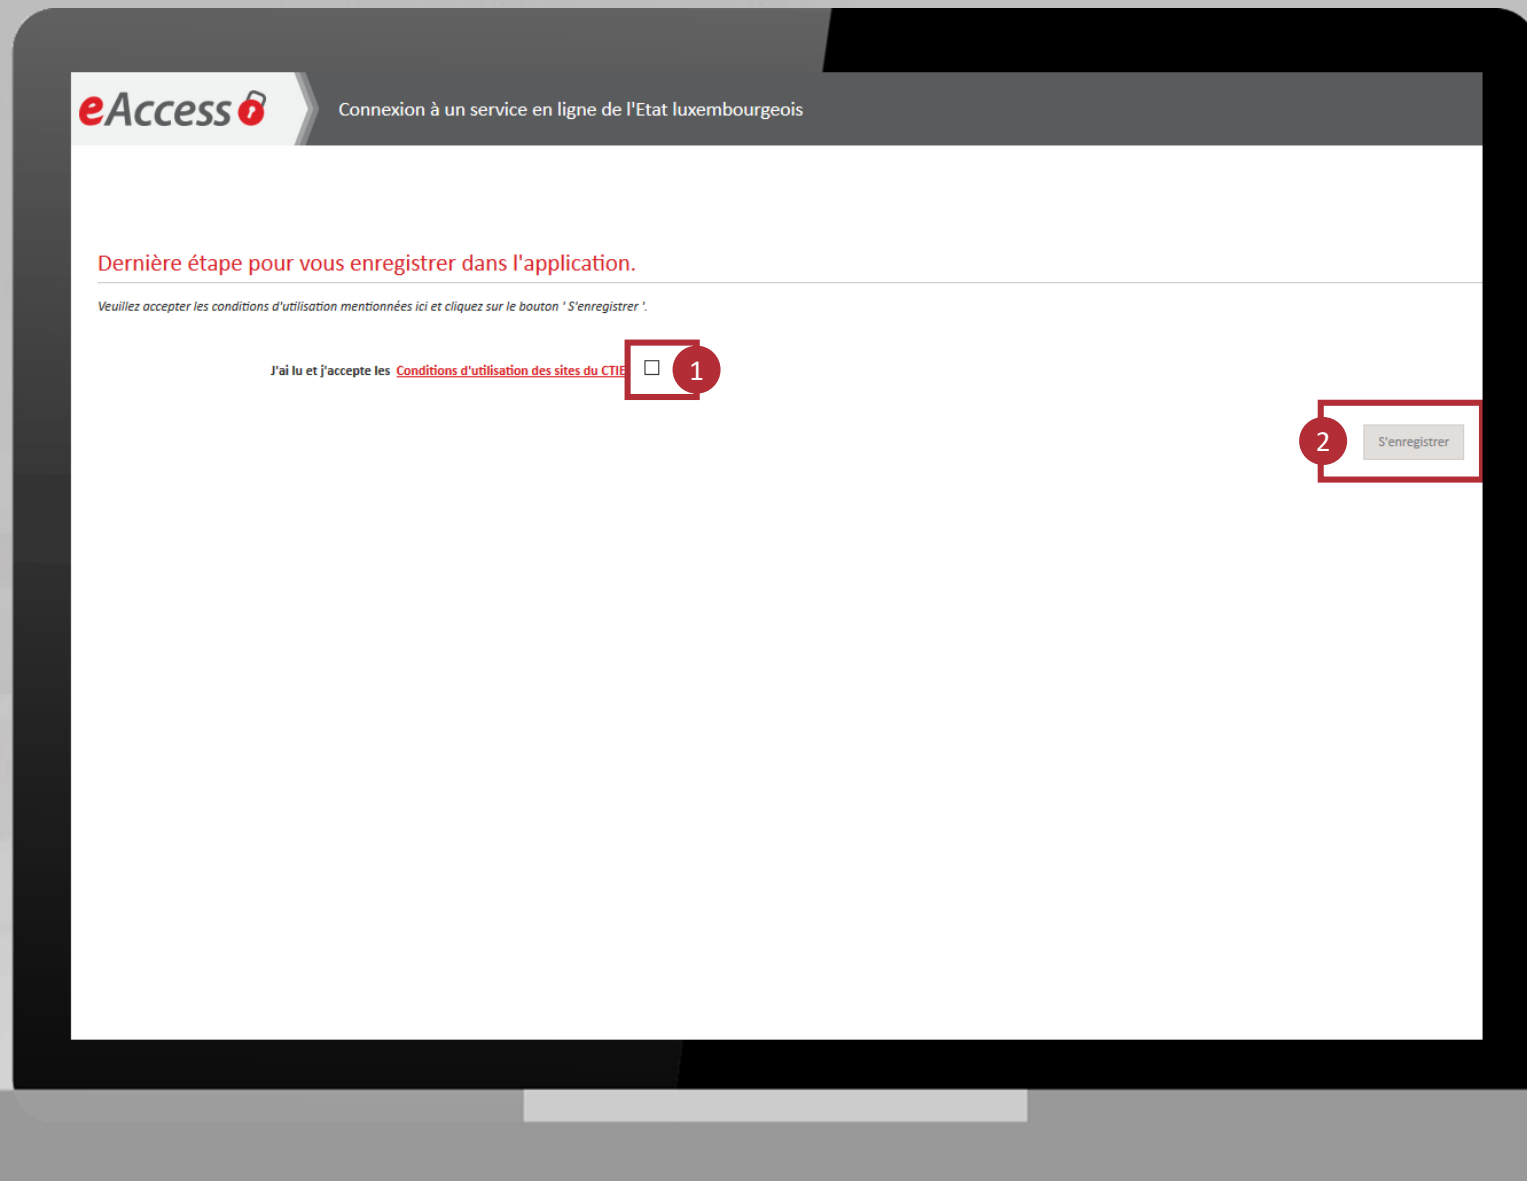 eAccess
Connexion à un service en ligne de l'Etat luxembourgeois
Dernière étape pour vous enregistrer dans l'application.
Veuillez accepter les conditions d'utilisation mentionnées ici et cliquez sur le bouton ' S'enregistrer '.
J'ai lu et j'accepte les Conditions d'utilisation des sites du CTIE
1
2
S'enregistrer